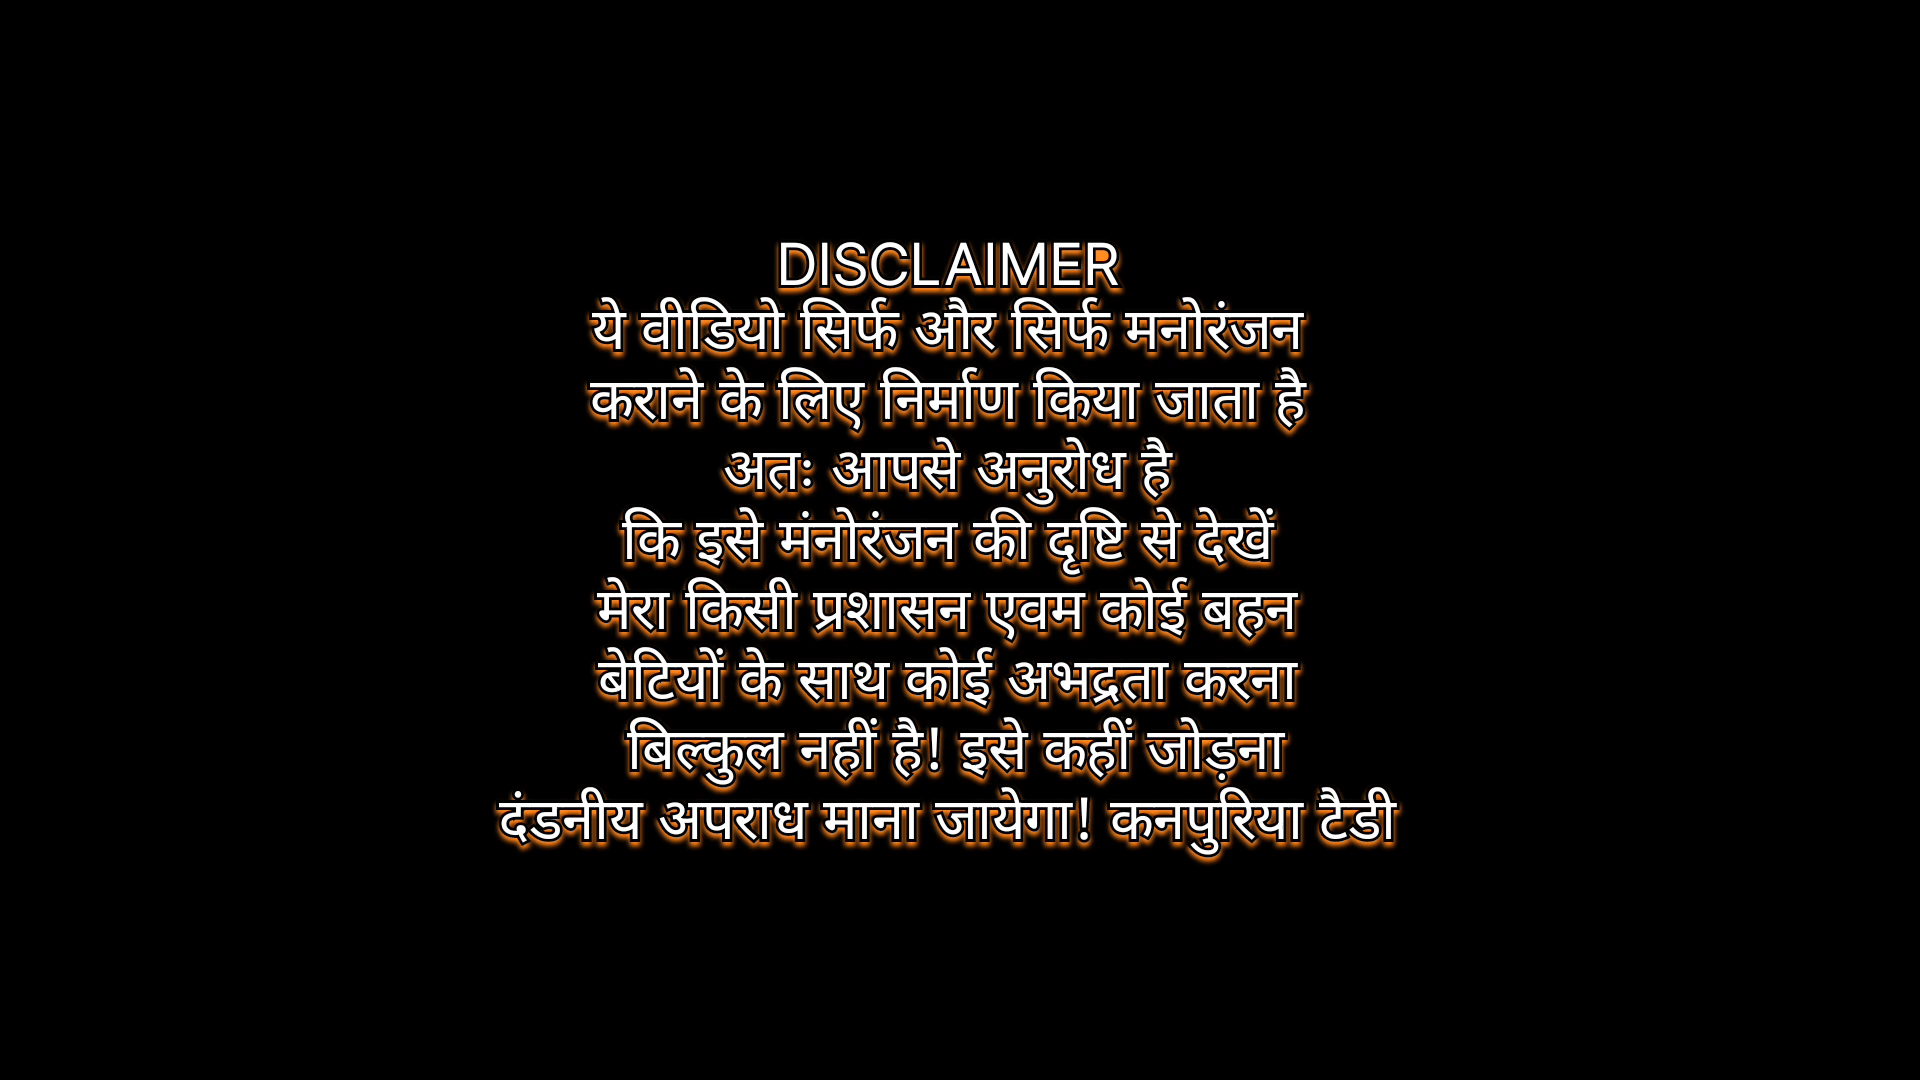 DISCLAIMER
ये वीडियो सिर्फ और सिर्फ मनोरंजन
कराने के लिए निर्माण किया जाता है
अतः आपसे अनुरोध है
कि इसे मंनोरंजन की दृष्टि से देखें
मेरा किसी प्रशासन एवम कोई बहन
बेटियों के साथ कोई अभद्रता करना
बिल्कुल नहीं है! इसे कहीं जोड़ना
दंडनीय अपराध माना जायेगा! कनपुरिया टैडी